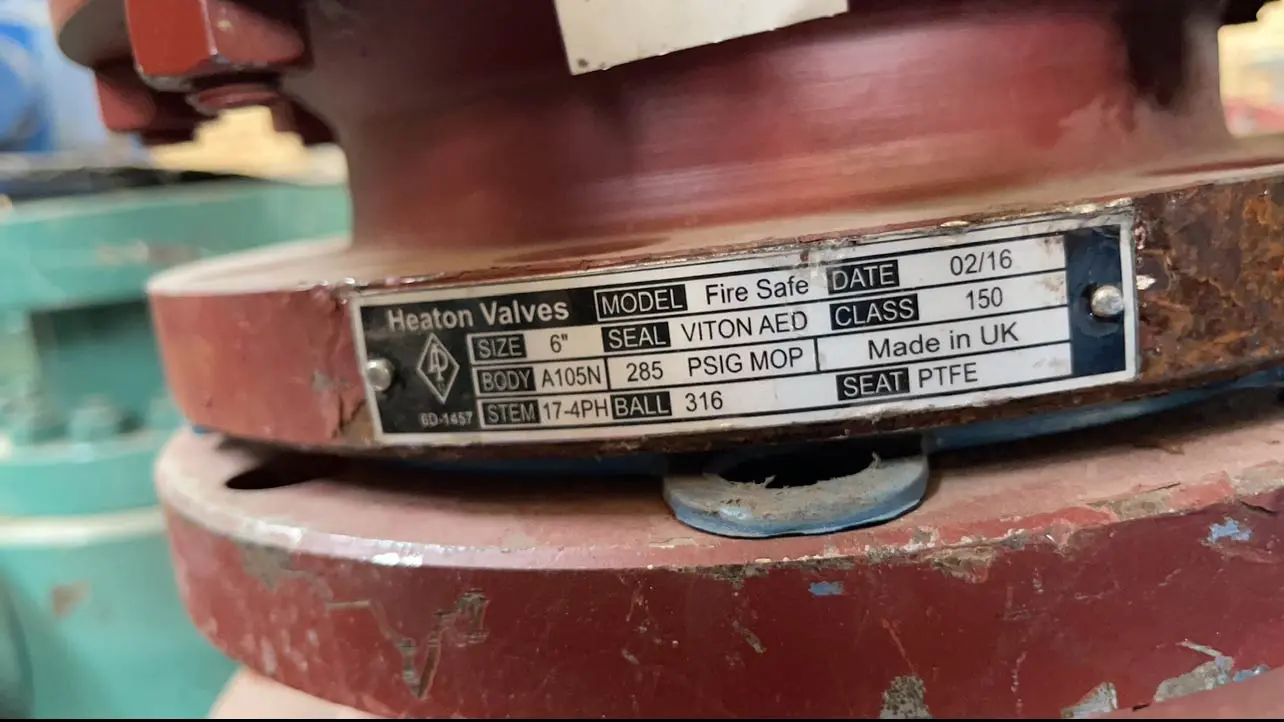 Heaton Valves MODEL Fire Safe DATE 02/16
SIZE 6" SEAL VITON AED CLASS 150
BODY A105N 285 PSIG MOP Made in UK
6D-1457 STEM 17-4PH BALL 316 SEAT PTFE